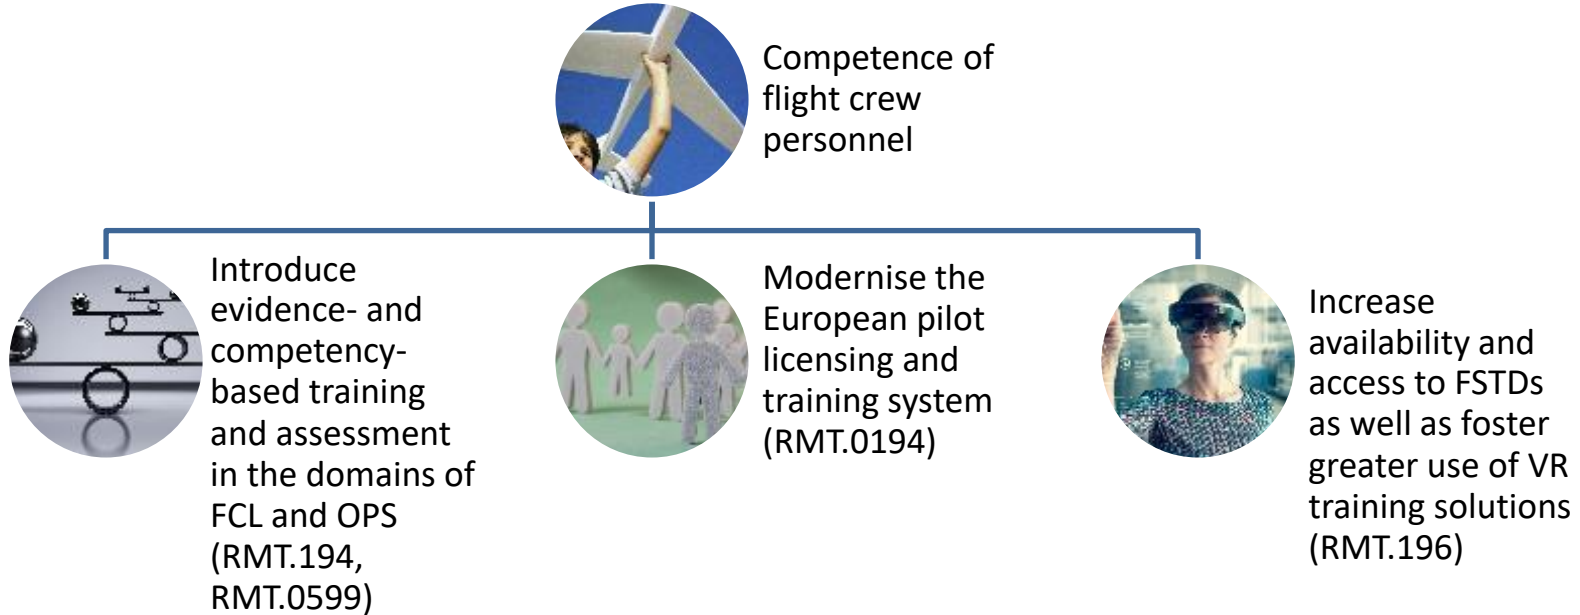 Competence of
flight crew
personnel
Introduce
evidence- and
competency-
based training
and assessment
in the domains of
FCL and OPS
(RMT.194,
RMT.0599)
Modernise the
European pilot
licensing and
training system
(RMT.0194)
Increase
availability and
access to FSTDs
as well as foster
greater use of VR
training solutions
(RMT.196)